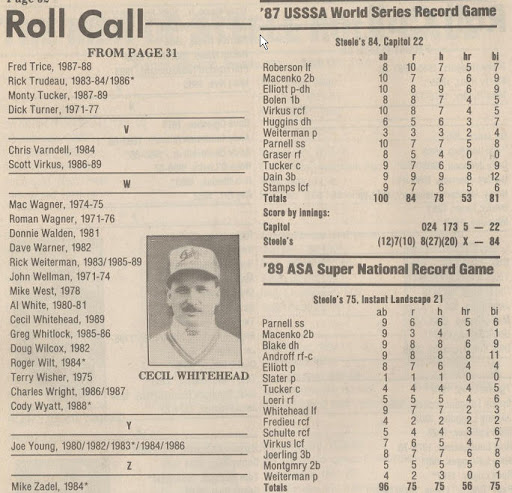 Page 32
Roll Call
FROM PAGE 31
Fred Trice, 1987-88
Rick Trudeau, 1983-84/1986*
Monty Tucker, 1987-89
Dick Turner, 1971-77
V
Chris Varndell, 1984
Scott Virkus, 1986-89
W
Mac Wagner, 1974-75
Roman Wagner, 1971-76
Donnie Walden, 1981
Dave Warner, 1982
Rick Weiterman, 1983/1985-89
John Wellman, 1971-74
Mike West, 1978
Al White, 1980-81
Cecil Whitehead, 1989
Greg Whitlock, 1985-86
Doug Wilcox, 1982
Roger Wilt, 1984*
Terry Wisher, 1975
Charles Wright, 1986/1987
Cody Wyatt, 1988*
CECIL WHITEHEAD
Y
Joe Young, 1980/1982/1983*/1984/1986
Z
Mike Zadel, 1984*
'87 USSSA World Series Record Game
Steele's 84, Capitol 22
ab r h hr bi
Roberson lf 8 10 7 5 7
Macenko 2b 10 7 7 6 9
Elliott p-dh 10 8 9 6 9
Bolen 1b 8 8 7 4 5
Virkus rcf 10 8 7 4 5
Huggins dh 6 5 6 3 7
Weiterman p 3 3 3 2 4
Parnell ss 10 7 7 5 8
Graser rf 8 5 4 0 0
Tucker c 9 7 6 5 9
Dain 3b 9 9 9 8 12
Stamps lcf 9 7 6 5 6
Totals 100 84 78 53 81
Score by innings:
Capitol 024 173 5 — 22
Steele's (12)7(10) 8(27)(20) X — 84
'89 ASA Super National Record Game
Steele's 75, Instant Landscape 21
ab r h hr bi
Parnell ss 9 6 6 5 6
Macenko 2b 9 3 4 1 1
Blake dh 9 8 8 6 9
Androff rf-c 9 8 8 8 11
Elliott p 8 7 6 4 4
Slater p 1 1 1 0 0
Tucker c 4 4 4 4 5
Loeri rf 5 5 5 4 6
Whitehead lf 9 7 7 2 3
Fredieu rcf 4 2 2 2 2
Schulte rcf 5 4 4 3 6
Virkus lcf 7 6 5 4 7
Joerling 3b 8 7 7 6 8
Montgmry 2b 5 5 5 5 6
Weiterman p 4 2 3 0 1
Totals 96 75 75 56 75